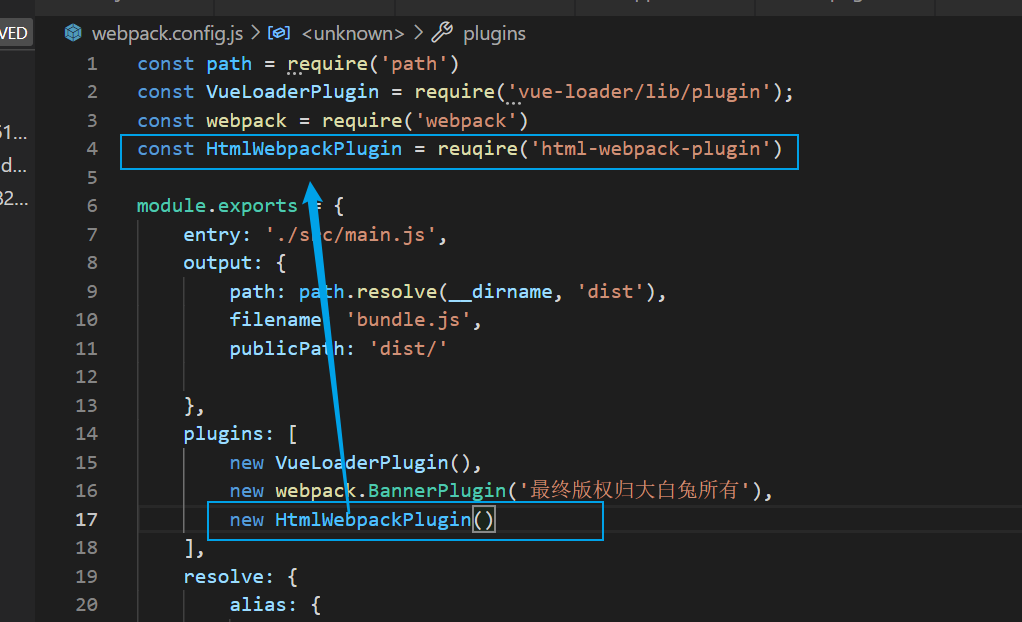 VED
webpack.config.js > <unknown> > plugins
51...
d...
32...
1 const path = require('path')
2 const VueLoaderPlugin = require('vue-loader/lib/plugin');
3 const webpack = require('webpack')
4 const HtmlWebpackPlugin = reuqire('html-webpack-plugin')
5
6 module.exports = {
7 entry: './src/main.js',
8 output: {
9 path: path.resolve(__dirname, 'dist'),
10 filename: 'bundle.js',
11 publicPath: 'dist/'
12
13 },
14 plugins: [
15 new VueLoaderPlugin(),
16 new webpack.BannerPlugin('最终版权归大白兔所有'),
17 new HtmlWebpackPlugin()
18 ],
19 resolve: {
20 alias: {